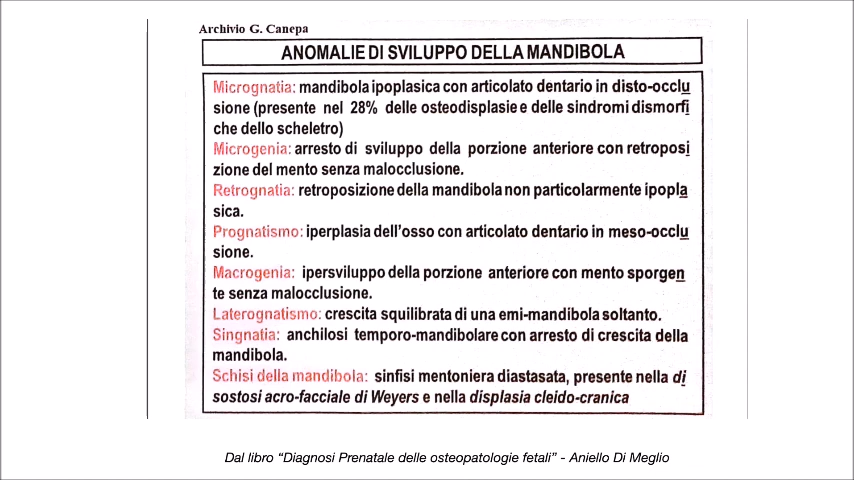 Archivio G. Canepa
ANOMALIE DI SVILUPPO DELLA MANDIBOLA
Micrognatia: mandibola ipoplasica con articolato dentario in disto-occlu
sione (presente nel 28% delle osteodisplasie e delle sindromi dismorfi
che dello scheletro)
Microgenia: arresto di sviluppo della porzione anteriore con retroposi
zione del mento senza malocclusione.
Retrognatia: retroposizione della mandibola non particolarmente ipopla
sica.
Prognatismo: iperplasia dell'osso con articolato dentario in meso-occlu
sione.
Macrogenia: ipersviluppo della porzione anteriore con mento sporgen
te senza malocclusione.
Laterognatismo: crescita squilibrata di una emi-mandibola soltanto.
Singnatia: anchilosi temporo-mandibolare con arresto di crescita della
mandibola.
Schisi della mandibola: sinfisi mentoniera diastasata, presente nella di
sostosi acro-facciale di Weyers e nella displasia cleido-cranica
Dal libro “Diagnosi Prenatale delle osteopatologie fetali” - Aniello Di Meglio